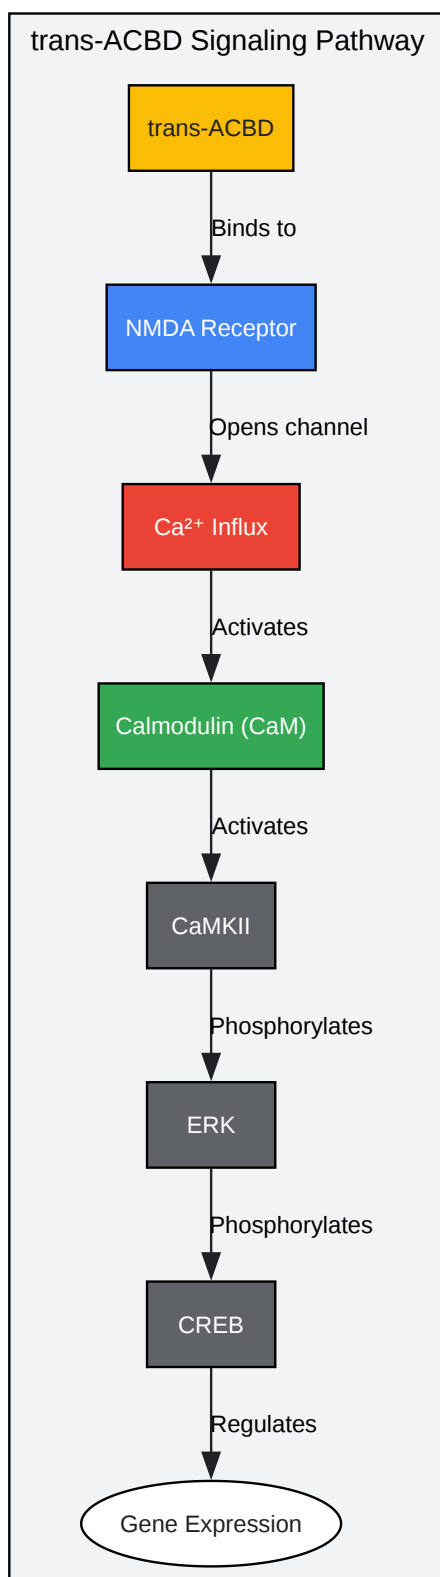 trans-ACBD Signaling Pathway
trans-ACBD
Binds to
NMDA Receptor
Opens channel
Ca²⁺ Influx
Activates
Calmodulin (CaM)
Activates
CaMKII
Phosphorylates
ERK
Phosphorylates
CREB
Regulates
Gene Expression